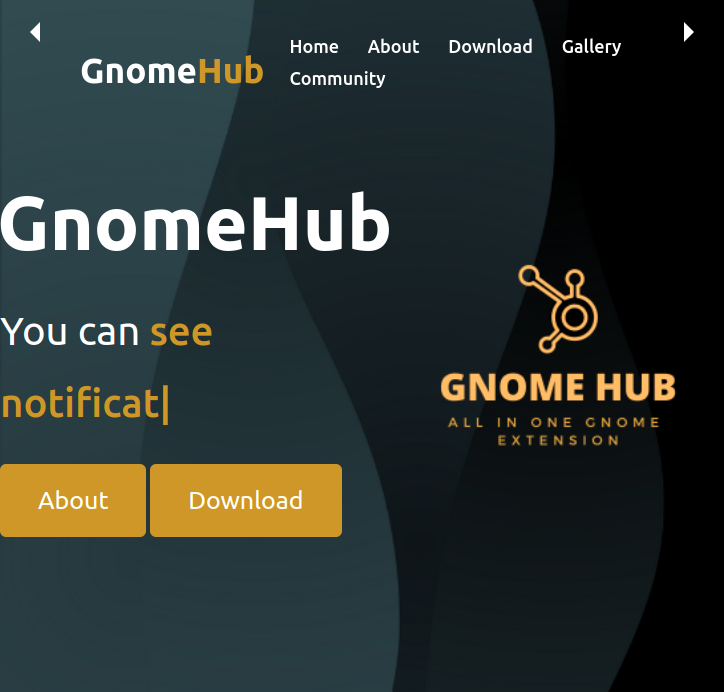 GnomeHub
Home About Download Gallery
Community
GnomeHub
You can see
notificat|
About Download
GNOME HUB
ALL IN ONE GNOME
EXTENSION